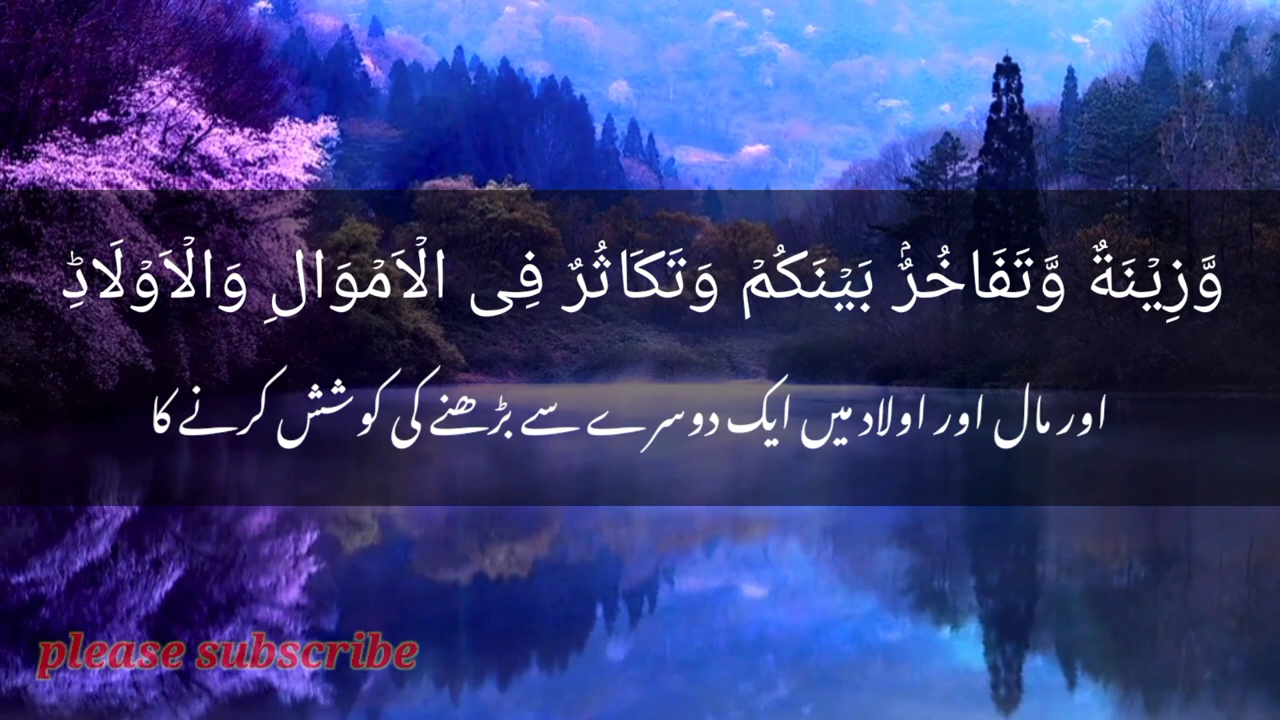 وَّزِيۡنَةٌ وَّتَفَاخُرٌۢ بَيۡنَكُمۡ وَتَكَاثُرٌ فِى الۡاَمۡوَالِ وَالۡاَوۡلَادِ​ؕ
اور مال اور اولاد میں ایک دوسرے سے بڑھنے کی کوشش کرنے کا
please subscribe